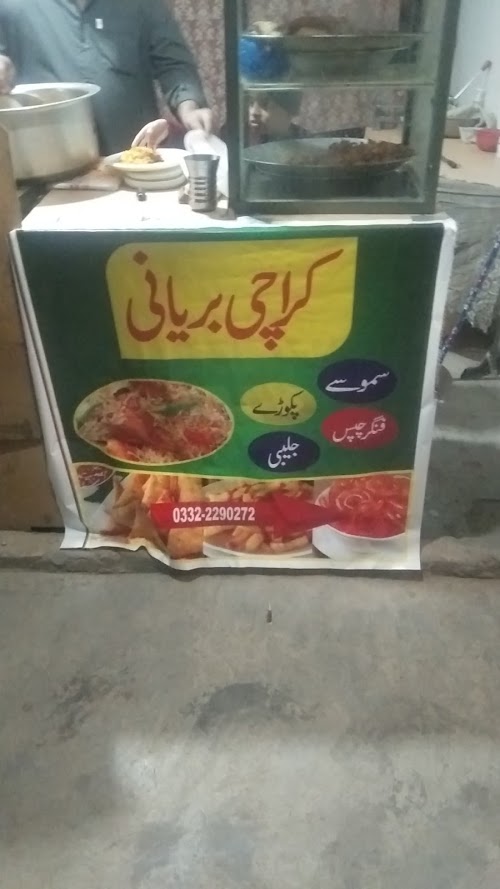 کراچی بریانی
سموسے
پکوڑے
فنگر چپس
جلیبی
0332-2290272